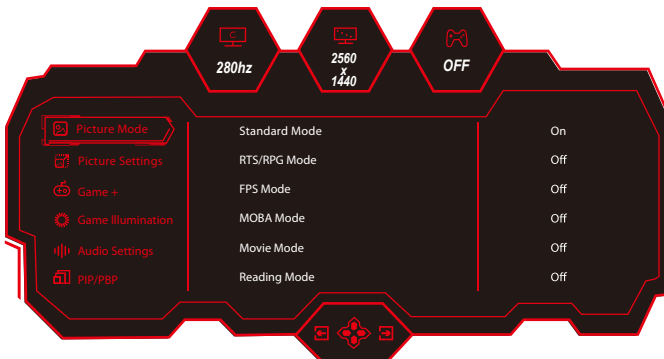 C
280hz
2560
x
1440
OFF
Picture Mode
Picture Settings
Game +
Game Illumination
Audio Settings
PIP/PBP
Standard Mode On
RTS/RPG Mode Off
FPS Mode Off
MOBA Mode Off
Movie Mode Off
Reading Mode Off